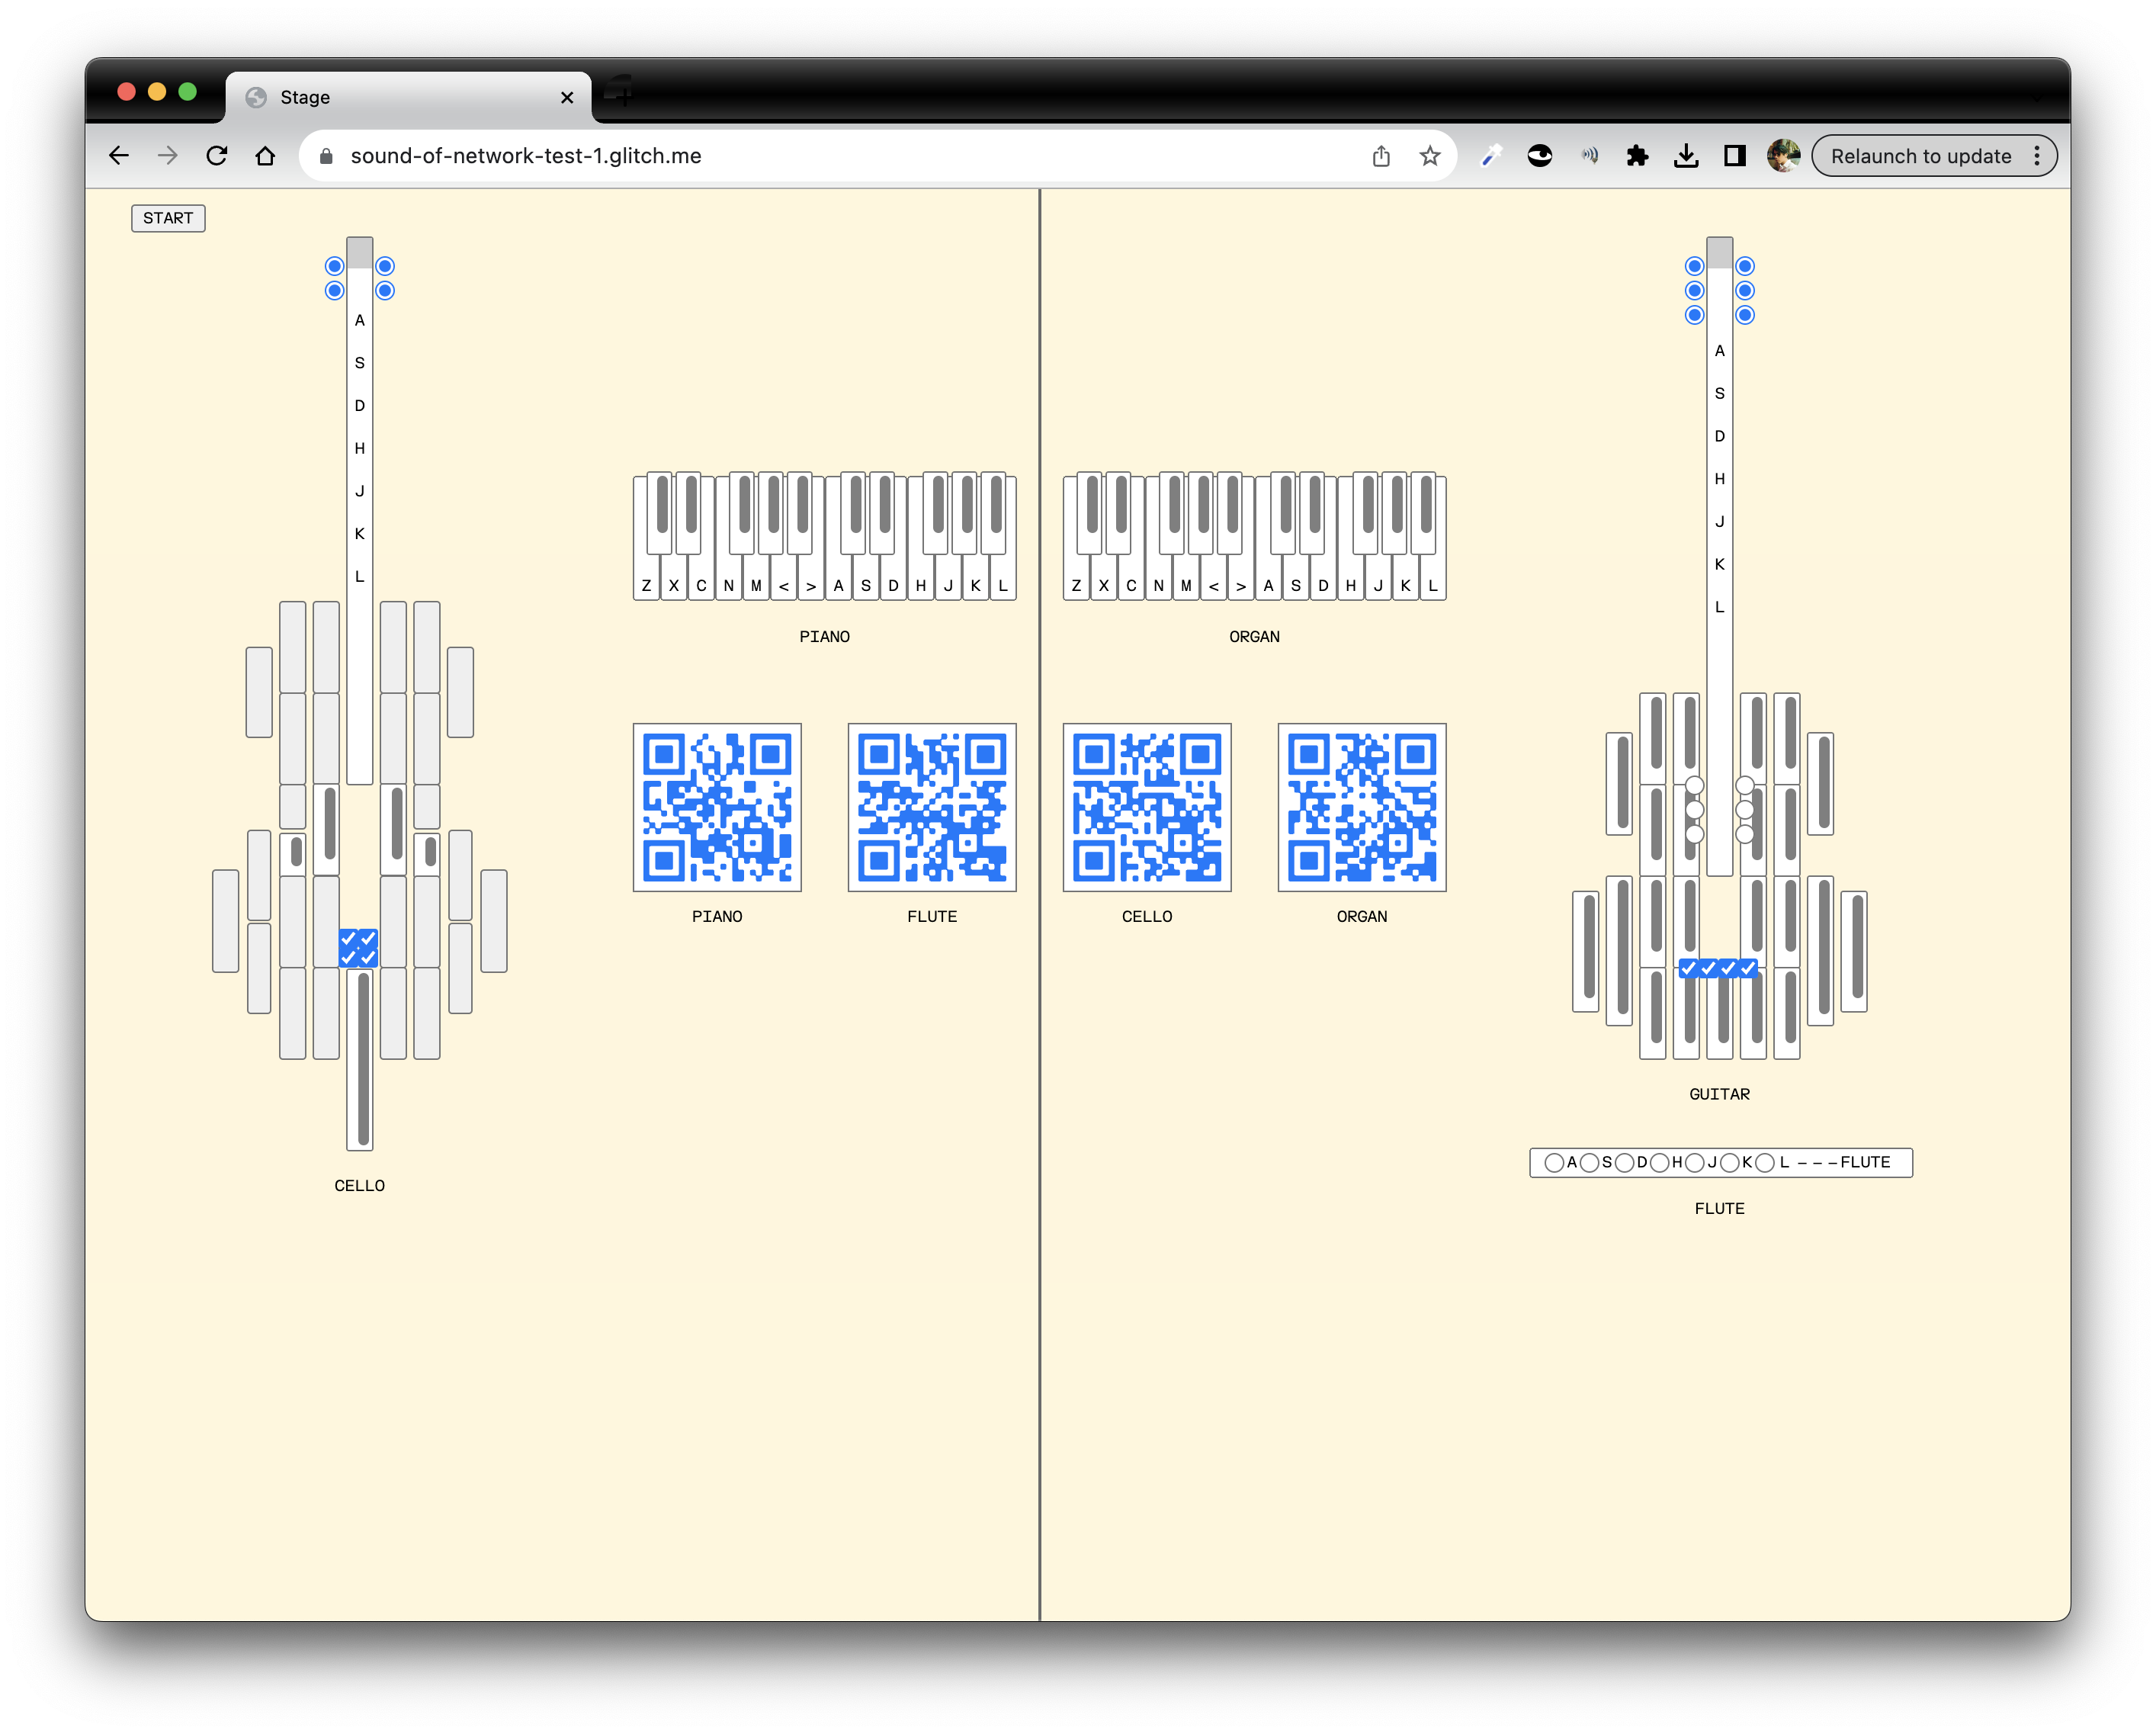 Stage
sound-of-network-test-1.glitch.me
Relaunch to update
START
A
S
D
H
J
K
L
CELLO
Z X C N M < > A S D H J K L
PIANO
Z X C N M < > A S D H J K L
ORGAN
PIANO
FLUTE
CELLO
ORGAN
A
S
D
H
J
K
L
GUITAR
A S D H J K L ---FLUTE
FLUTE